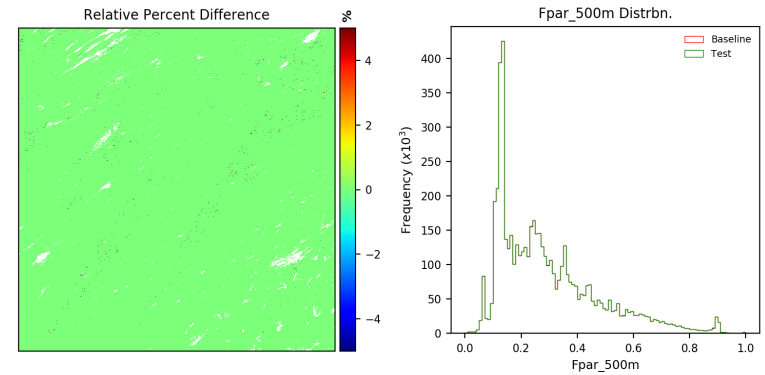 Relative Percent Difference
%
4
2
0
−2
−4
Fpar_500m Distrbn.
Baseline
Test
Frequency (x10³)
400
350
300
250
200
150
100
50
0
0.0 0.2 0.4 0.6 0.8 1.0
Fpar_500m